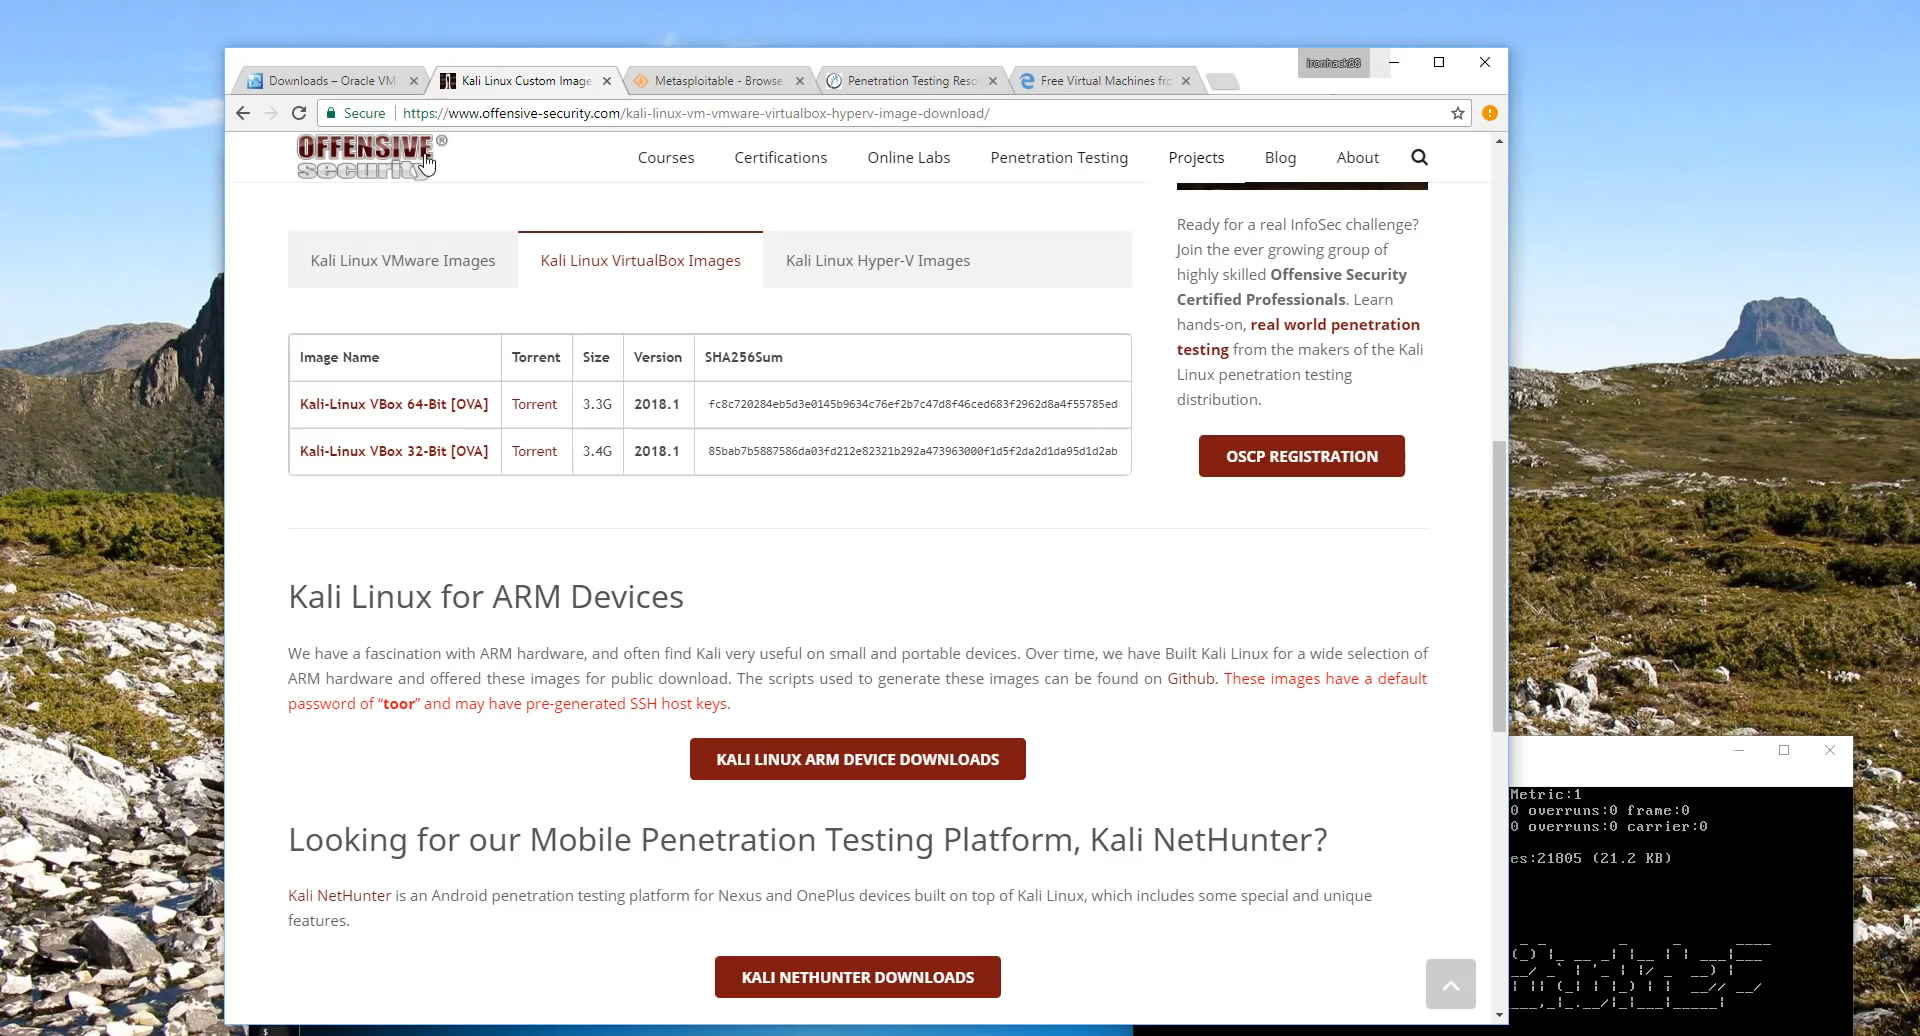 ironhack88
Downloads – Oracle VM
Kali Linux Custom Image
Metasploitable - Browse
Penetration Testing Reso
Free Virtual Machines fro
Secure
https://www.offensive-security.com/kali-linux-vm-vmware-virtualbox-hyperv-image-download/
OFFENSIVE®
security
Courses
Certifications
Online Labs
Penetration Testing
Projects
Blog
About
Kali Linux VMware Images
Kali Linux VirtualBox Images
Kali Linux Hyper-V Images
Image Name Torrent Size Version SHA256Sum
Kali-Linux VBox 64-Bit [OVA] Torrent 3.3G 2018.1 fc8c720284eb5d3e0145b9634c76ef2b7c47d8f46ced683f2962d8a4f55785ed
Kali-Linux VBox 32-Bit [OVA] Torrent 3.4G 2018.1 85bab7b5887586da03fd212e82321b292a473963000f1d5f2da2d1da95d1d2ab
Ready for a real InfoSec challenge?
Join the ever growing group of
highly skilled Offensive Security
Certified Professionals. Learn
hands-on, real world penetration
testing from the makers of the Kali
Linux penetration testing
distribution.
OSCP REGISTRATION
Kali Linux for ARM Devices
We have a fascination with ARM hardware, and often find Kali very useful on small and portable devices. Over time, we have Built Kali Linux for a wide selection of
ARM hardware and offered these images for public download. The scripts used to generate these images can be found on Github. These images have a default
password of “toor” and may have pre-generated SSH host keys.
KALI LINUX ARM DEVICE DOWNLOADS
Looking for our Mobile Penetration Testing Platform, Kali NetHunter?
Kali NetHunter is an Android penetration testing platform for Nexus and OnePlus devices built on top of Kali Linux, which includes some special and unique
features.
KALI NETHUNTER DOWNLOADS
Metric:1
0 overruns:0 frame:0
0 overruns:0 carrier:0
es:21805 (21.2 KB)